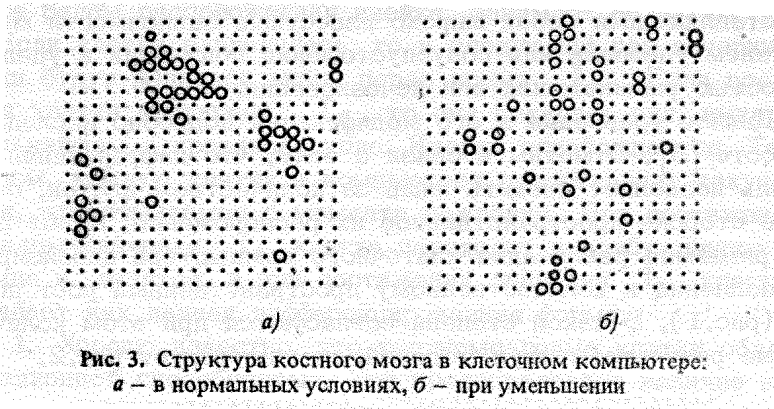 а) б)
Рис. 3. Структура костного мозга в клеточном компьютере:
а – в нормальных условиях, б – при уменьшении